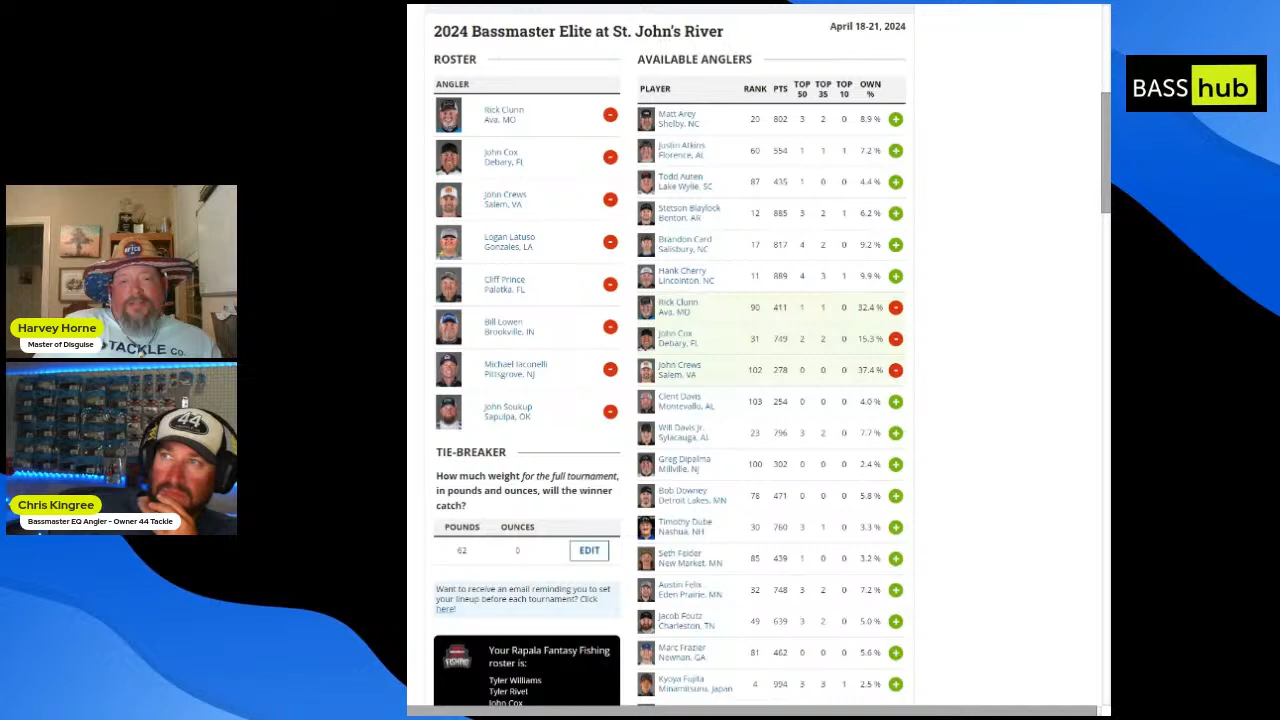 2024 Bassmaster Elite at St. John's River
April 18-21, 2024
ROSTER
ANGLER
Rick Clunn
Ava, MO
John Cox
Debary, FL
John Crews
Salem, VA
Logan Latuso
Gonzales, LA
Cliff Prince
Palatka, FL
Bill Lowen
Brookville, IN
Michael Iaconelli
Pittsgrove, NJ
John Soukup
Sapulpa, OK
TIE-BREAKER
How much weight for the full tournament,
in pounds and ounces, will the winner
catch?
POUNDS OUNCES
62 0 EDIT
Want to receive an email reminding you to set
your lineup before each tournament? Click
here!
Your Rapala Fantasy Fishing
roster is:
Tyler Williams
Tyler Rivet
John Cox
AVAILABLE ANGLERS
PLAYER RANK PTS TOP 50 TOP 35 TOP 10 OWN %
Matt Arey
Shelby, NC 20 802 3 2 0 8.9 %
Justin Atkins
Florence, AL 60 554 1 1 1 7.2 %
Todd Auten
Lake Wylie, SC 87 435 1 0 0 4.4 %
Stetson Blaylock
Benton, AR 12 885 3 2 1 6.2 %
Brandon Card
Salisbury, NC 17 817 4 2 0 9.2 %
Hank Cherry
Lincolnton, NC 11 889 4 3 1 9.9 %
Rick Clunn
Ava, MO 90 411 1 1 0 32.4 %
John Cox
Debary, FL 31 749 2 2 0 15.3 %
John Crews
Salem, VA 102 278 0 0 0 37.4 %
Clent Davis
Montevallo, AL 103 254 0 0 0 4.0 %
Will Davis Jr.
Sylacauga, AL 23 796 3 2 0 7.7 %
Greg Dipalma
Millville, NJ 100 302 0 0 0 2.4 %
Bob Downey
Detroit Lakes, MN 78 471 0 0 0 5.8 %
Timothy Dube
Nashua, NH 30 760 3 1 0 3.3 %
Seth Feider
New Market, MN 85 439 1 0 0 3.2 %
Austin Felix
Eden Prairie, MN 32 748 3 2 0 7.2 %
Jacob Foutz
Charleston, TN 49 639 3 2 0 5.0 %
Marc Frazier
Newnan, GA 81 462 0 0 0 5.6 %
Kyoya Fujita
Minamitsuru, Japan 4 994 3 3 1 2.5 %
BASS hub
AFTCO
TACKLE Co.
Harvey Horne
Master of Disguise
44
Chris Kingree
Bassmaster EQ Angler - Owner 44 Tackle